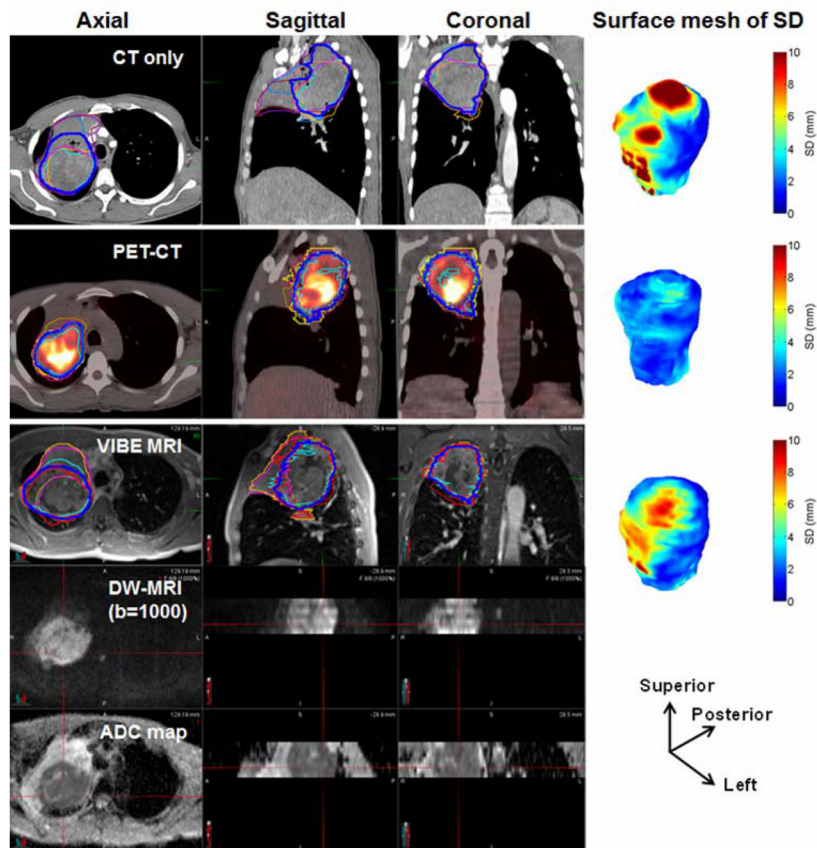 Axial Sagittal Coronal Surface mesh of SD
CT only
10
8
6
4
2
0
SD (mm)
PET-CT
10
8
6
4
2
0
SD (mm)
VIBE MRI
10
8
6
4
2
0
SD (mm)
DW-MRI
(b=1000)
ADC map
Superior
Posterior
Left